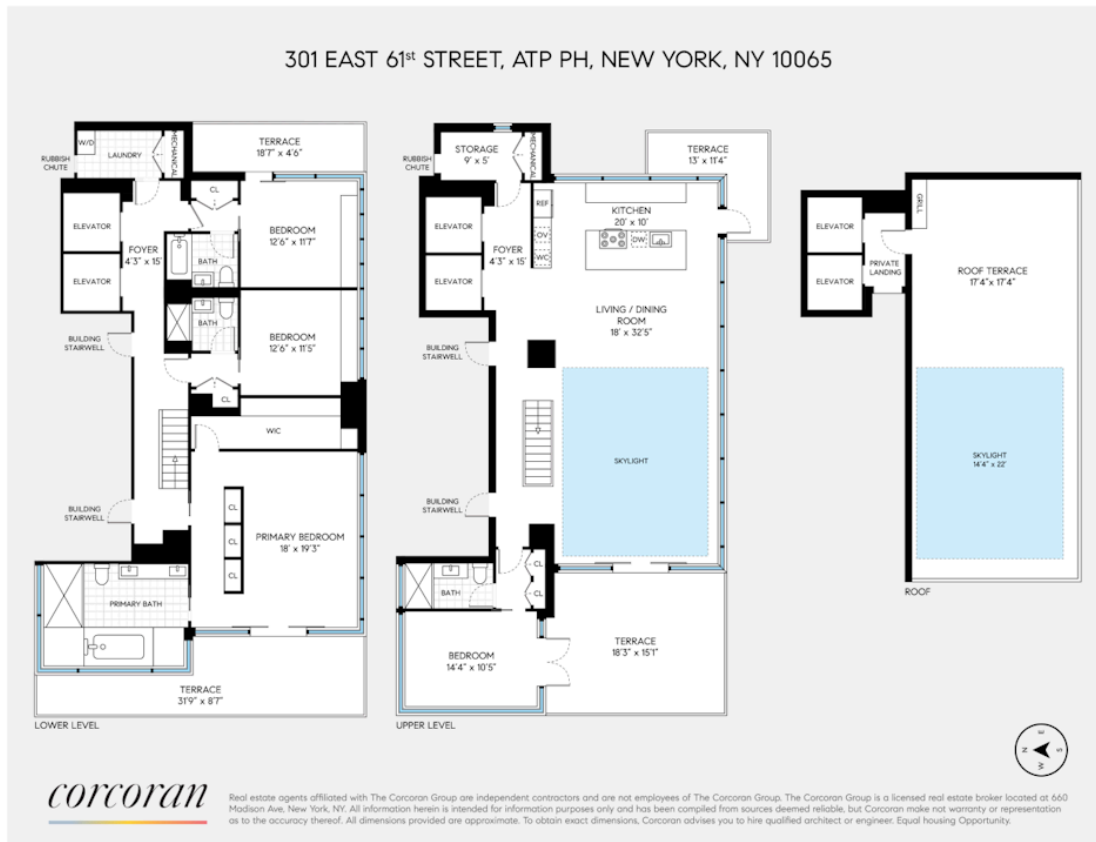 301 EAST 61st STREET, ATP PH, NEW YORK, NY 10065
W/D
LAUNDRY
MECHANICAL
RUBBISH
CHUTE
TERRACE
18'7" x 4'6"
CL
ELEVATOR
ELEVATOR
FOYER
4'3" x 15'
BATH
BEDROOM
12'6" x 11'7"
BATH
BEDROOM
12'6" x 11'5"
BUILDING
STAIRWELL
CL
WIC
BUILDING
STAIRWELL
CL
CL
CL
PRIMARY BEDROOM
18' x 19'3"
PRIMARY BATH
TERRACE
31'9" x 8'7"
LOWER LEVEL
STORAGE
9' x 5'
MECHANICAL
RUBBISH
CHUTE
TERRACE
13' x 11'4"
REF
OV
WC
KITCHEN
20' x 10'
DW
ELEVATOR
ELEVATOR
FOYER
4'3" x 15'
LIVING / DINING
ROOM
18' x 32'5"
BUILDING
STAIRWELL
SKYLIGHT
BUILDING
STAIRWELL
CL
CL
BATH
BEDROOM
14'4" x 10'5"
TERRACE
18'3" x 15'1"
UPPER LEVEL
GRILL
ELEVATOR
ELEVATOR
PRIVATE
LANDING
ROOF TERRACE
17'4" x 17'4"
SKYLIGHT
14'4" x 22'
ROOF
N
E
S
W
corcoran
Real estate agents affiliated with The Corcoran Group are independent contractors and are not employees of The Corcoran Group. The Corcoran Group is a licensed real estate broker located at 660
Madison Ave, New York, NY. All information herein is intended for information purposes only and has been compiled from sources deemed reliable, but Corcoran make not warranty or representation
as to the accuracy thereof. All dimensions provided are approximate. To obtain exact dimensions, Corcoran advises you to hire qualified architect or engineer. Equal housing Opportunity.